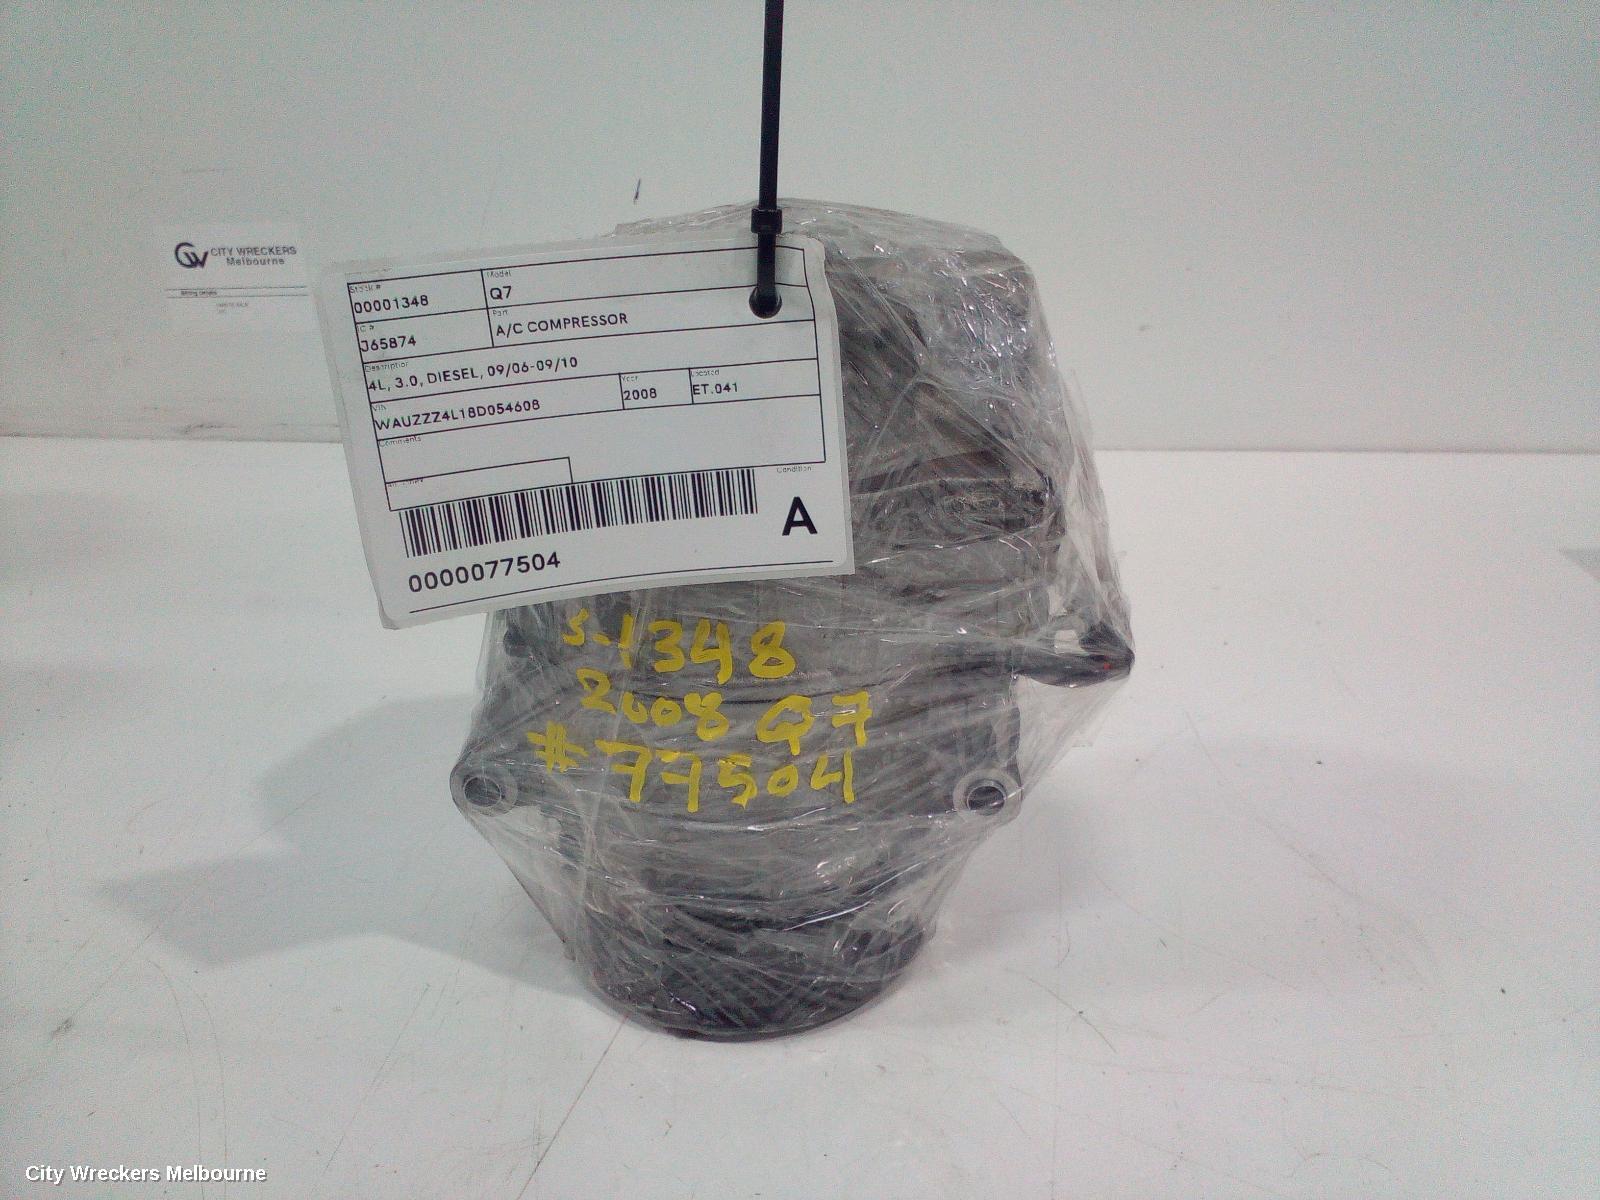 CW CITY WRECKERS
Melbourne
Stock # Model
00001348 Q7
IC # Part
J65874 A/C COMPRESSOR
Description
4L, 3.0, DIESEL, 09/06-09/10
VIN Year Located
WAUZZZ4L18D054608 2008 ET.041
Comments
Condition
A
0000077504
S-1348
2008 Q7
#77504
City Wreckers Melbourne